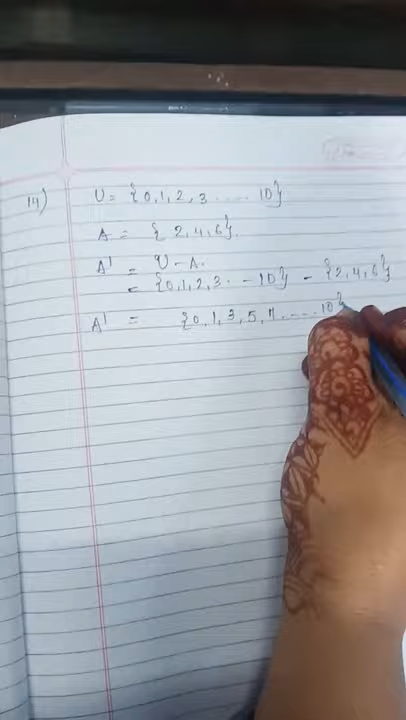 14) U = {0, 1, 2, 3 ..... 10}
A = {2, 4, 6}.
A' = U - A.
= {0, 1, 2, 3. - - 10} - {2, 4, 6}
A' = {0, 1, 3, 5, 7, ..... 10}